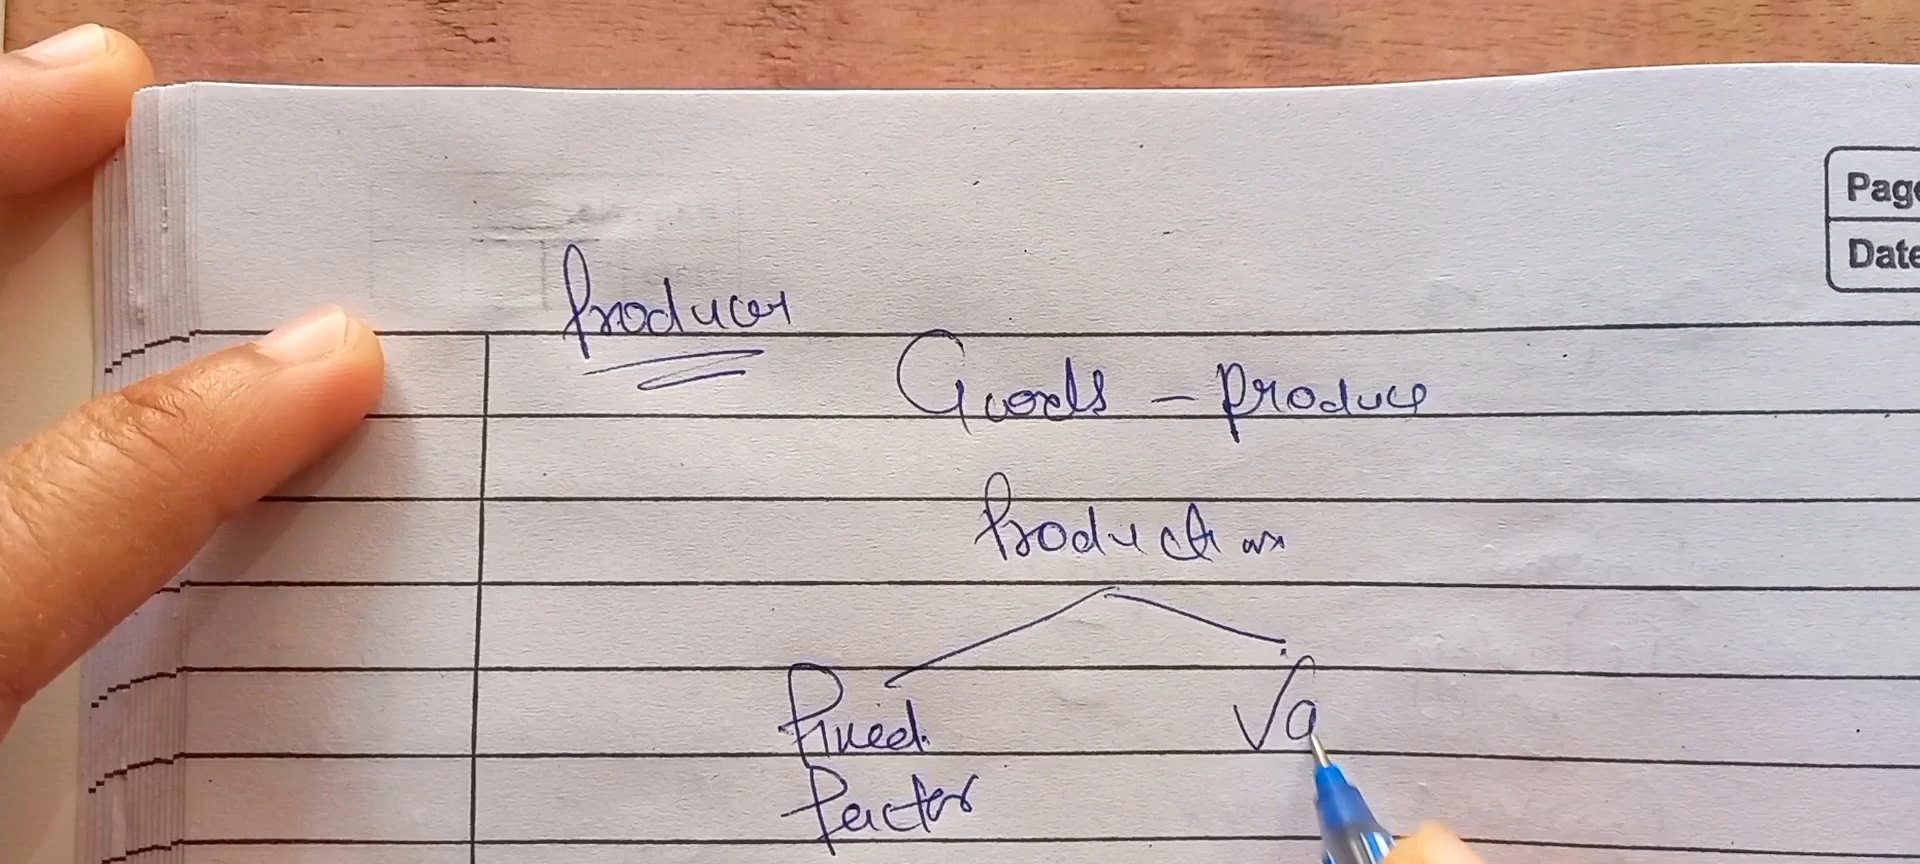 Page
Date
Producer
Goods - Produce
Production
Fixed
Va
Factor